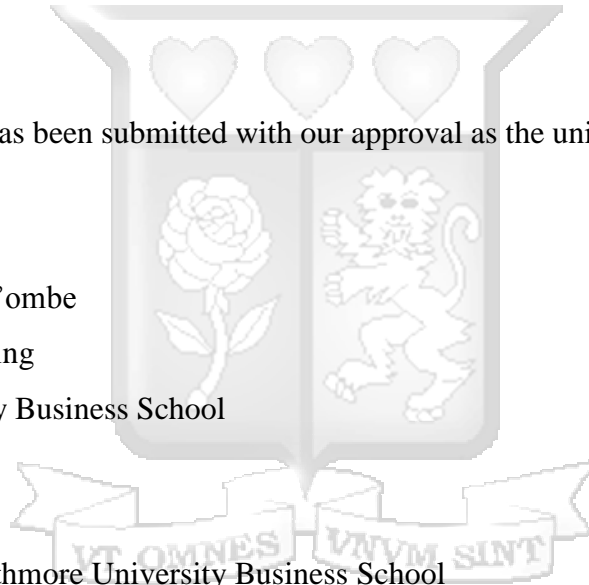 as been submitted with our approval as the uni
'ombe
ing
y Business School
thmore University Business School
VT OMNES VNVM SINT